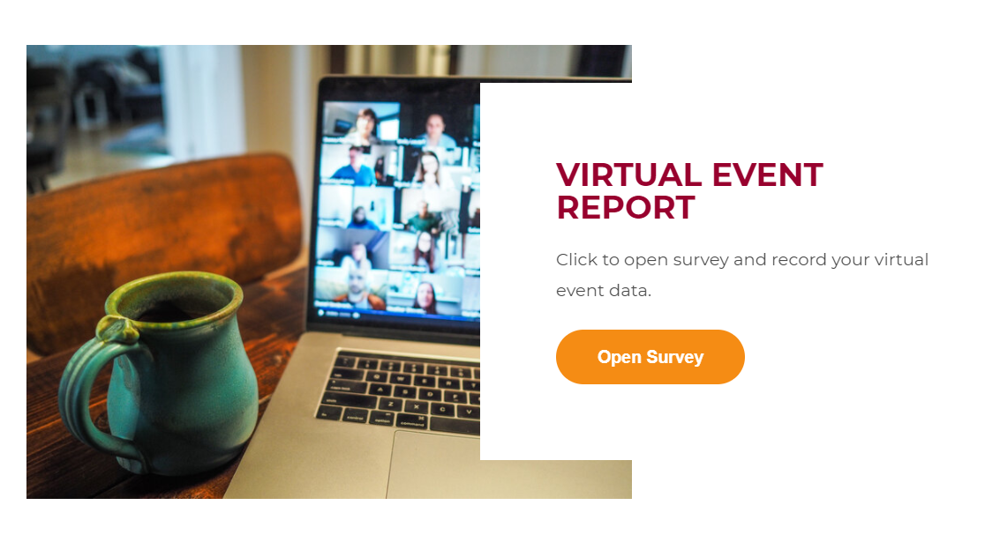 VIRTUAL EVENT
REPORT
Click to open survey and record your virtual
event data.
Open Survey